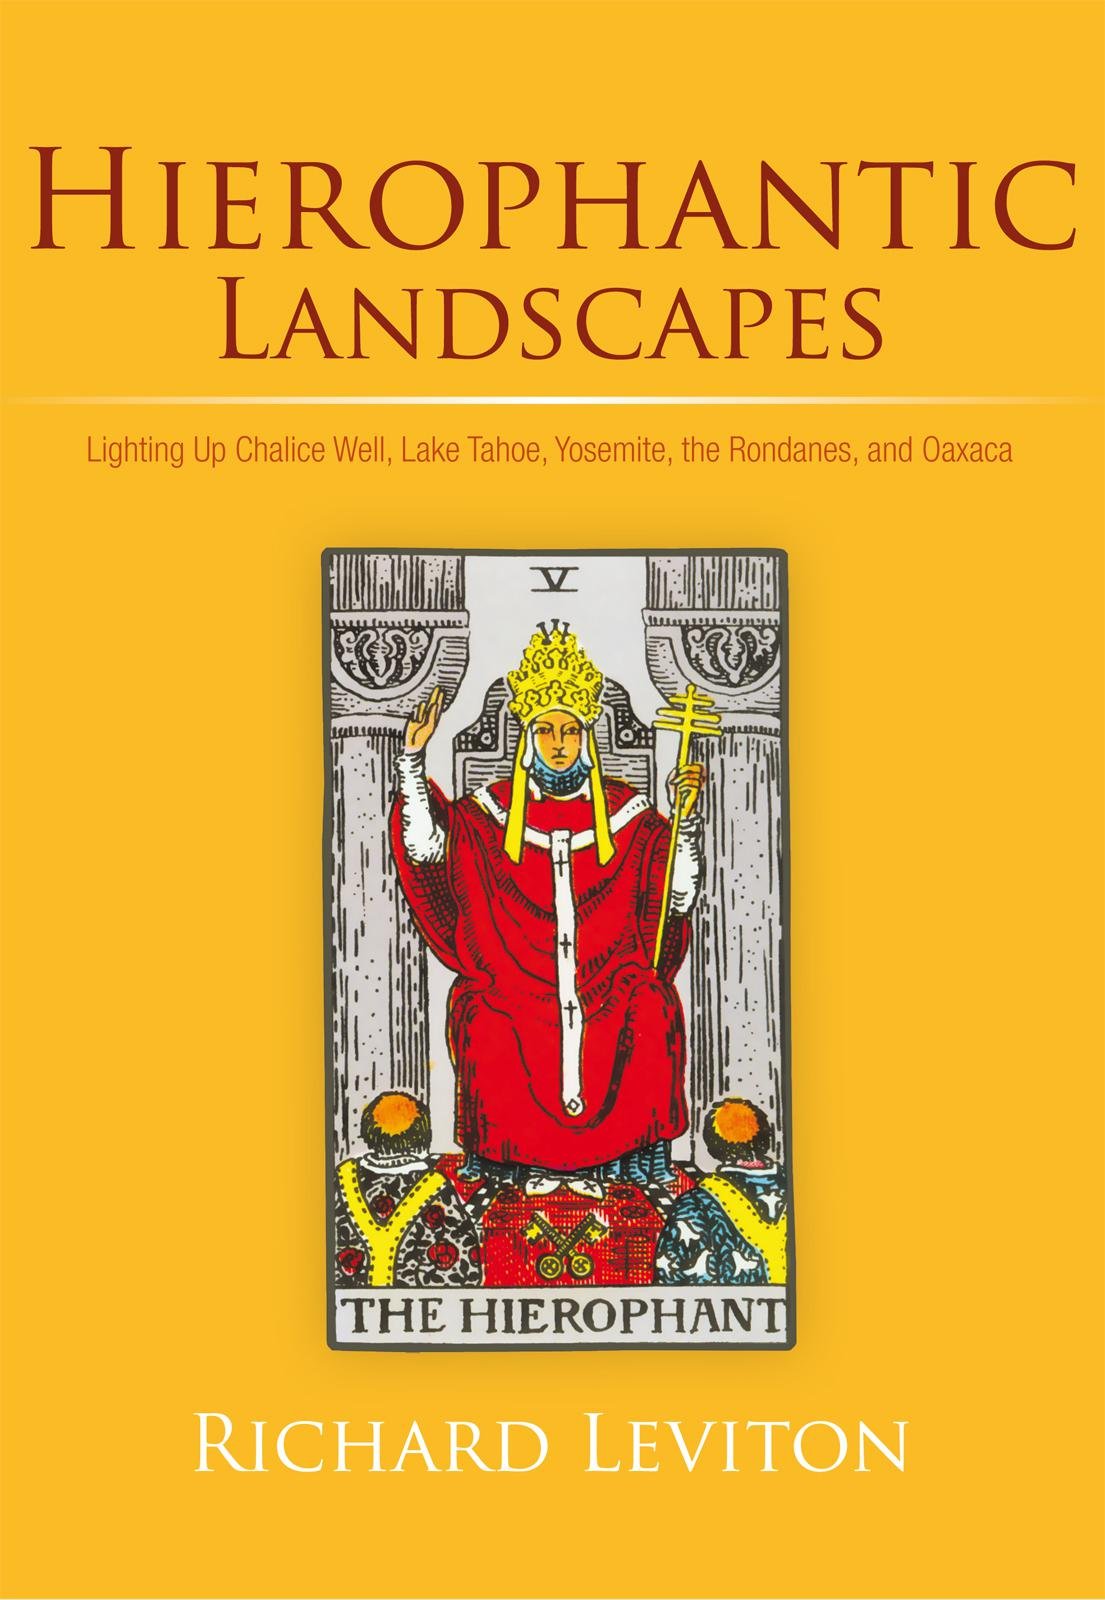 HIEROPHANTIC
LANDSCAPES
Lighting Up Chalice Well, Lake Tahoe, Yosemite, the Rondanes, and Oaxaca
V
THE HIEROPHANT
RICHARD LEVITON